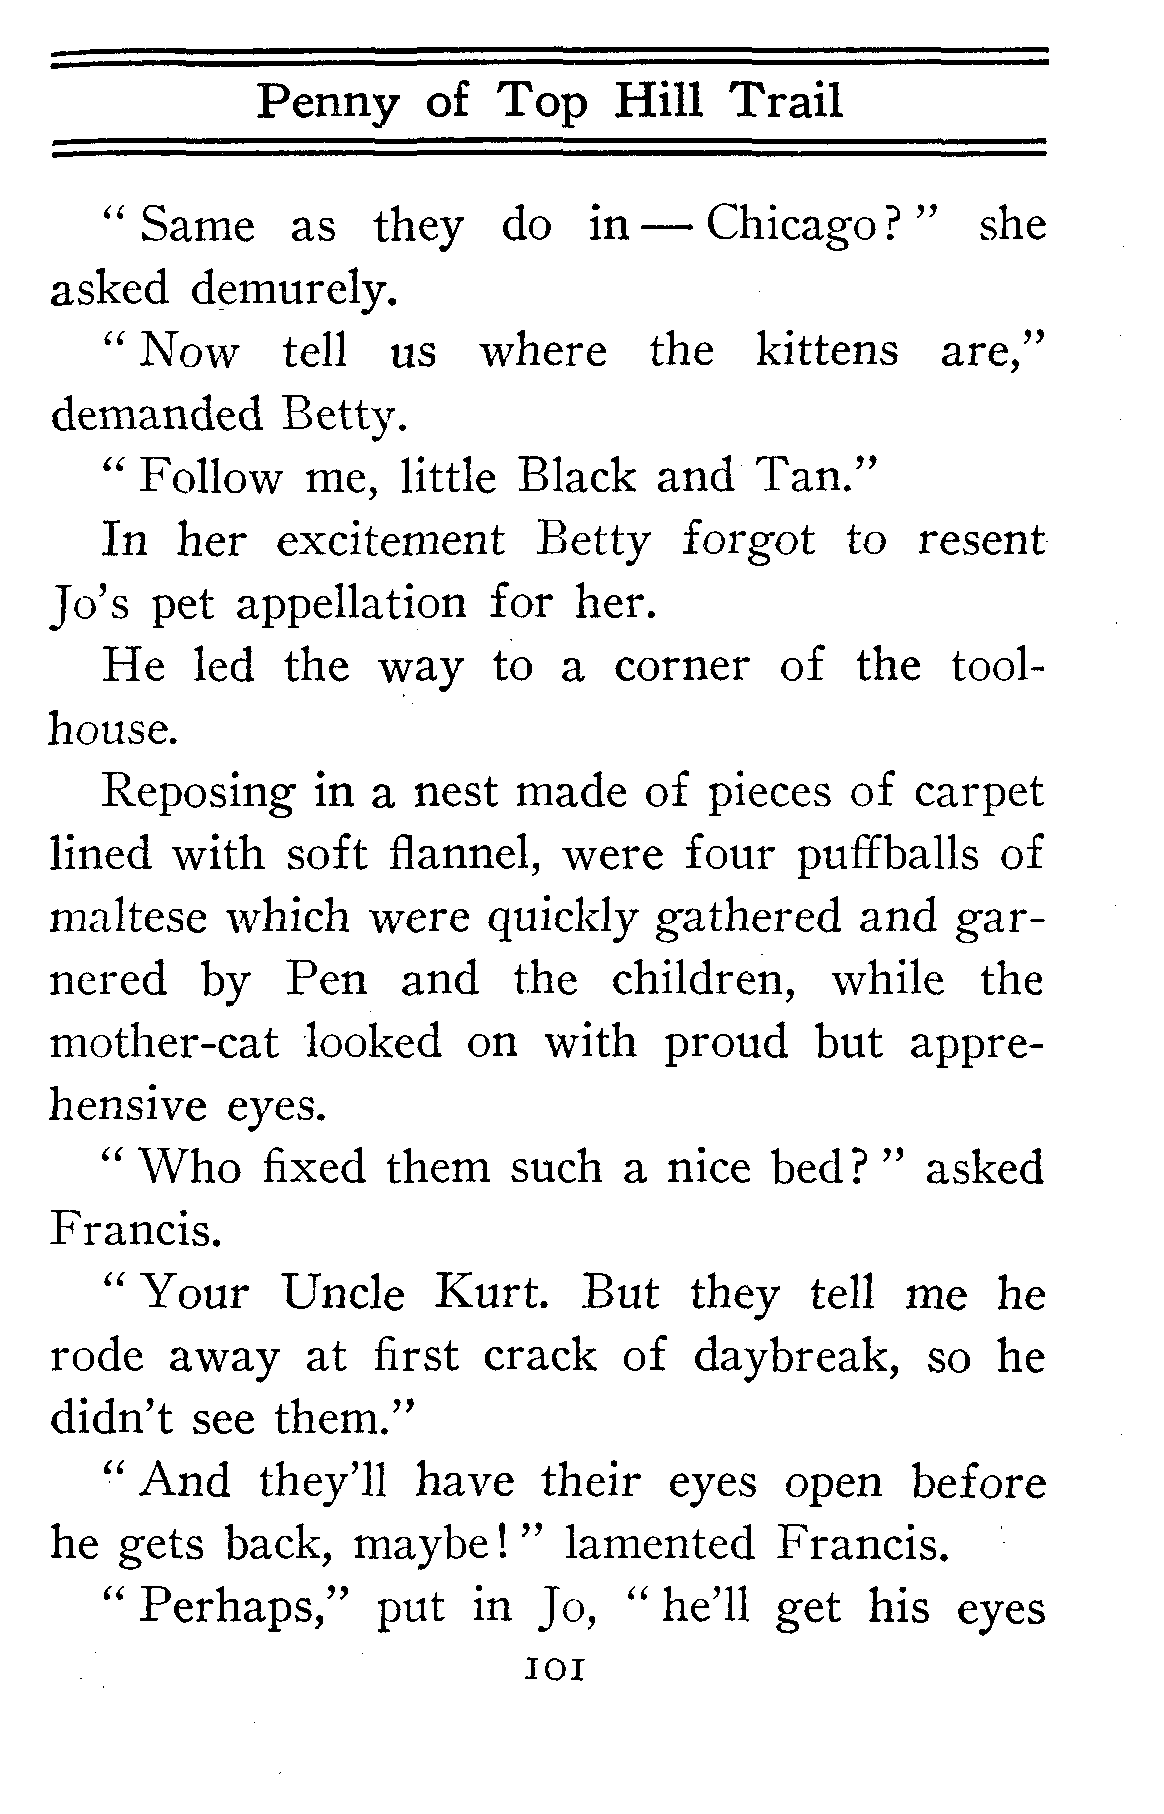 Penny of Top Hill Trail
“ Same as they do in — Chicago? ” she
asked demurely.
“ Now tell us where the kittens are,”
demanded Betty.
“ Follow me, little Black and Tan.”
In her excitement Betty forgot to resent
Jo’s pet appellation for her.
He led the way to a corner of the tool-
house.
Reposing in a nest made of pieces of carpet
lined with soft flannel, were four puffballs of
maltese which were quickly gathered and gar-
nered by Pen and the children, while the
mother-cat looked on with proud but appre-
hensive eyes.
“ Who fixed them such a nice bed? ” asked
Francis.
“ Your Uncle Kurt. But they tell me he
rode away at first crack of daybreak, so he
didn’t see them.”
“ And they’ll have their eyes open before
he gets back, maybe! ” lamented Francis.
“ Perhaps,” put in Jo, “ he’ll get his eyes
101